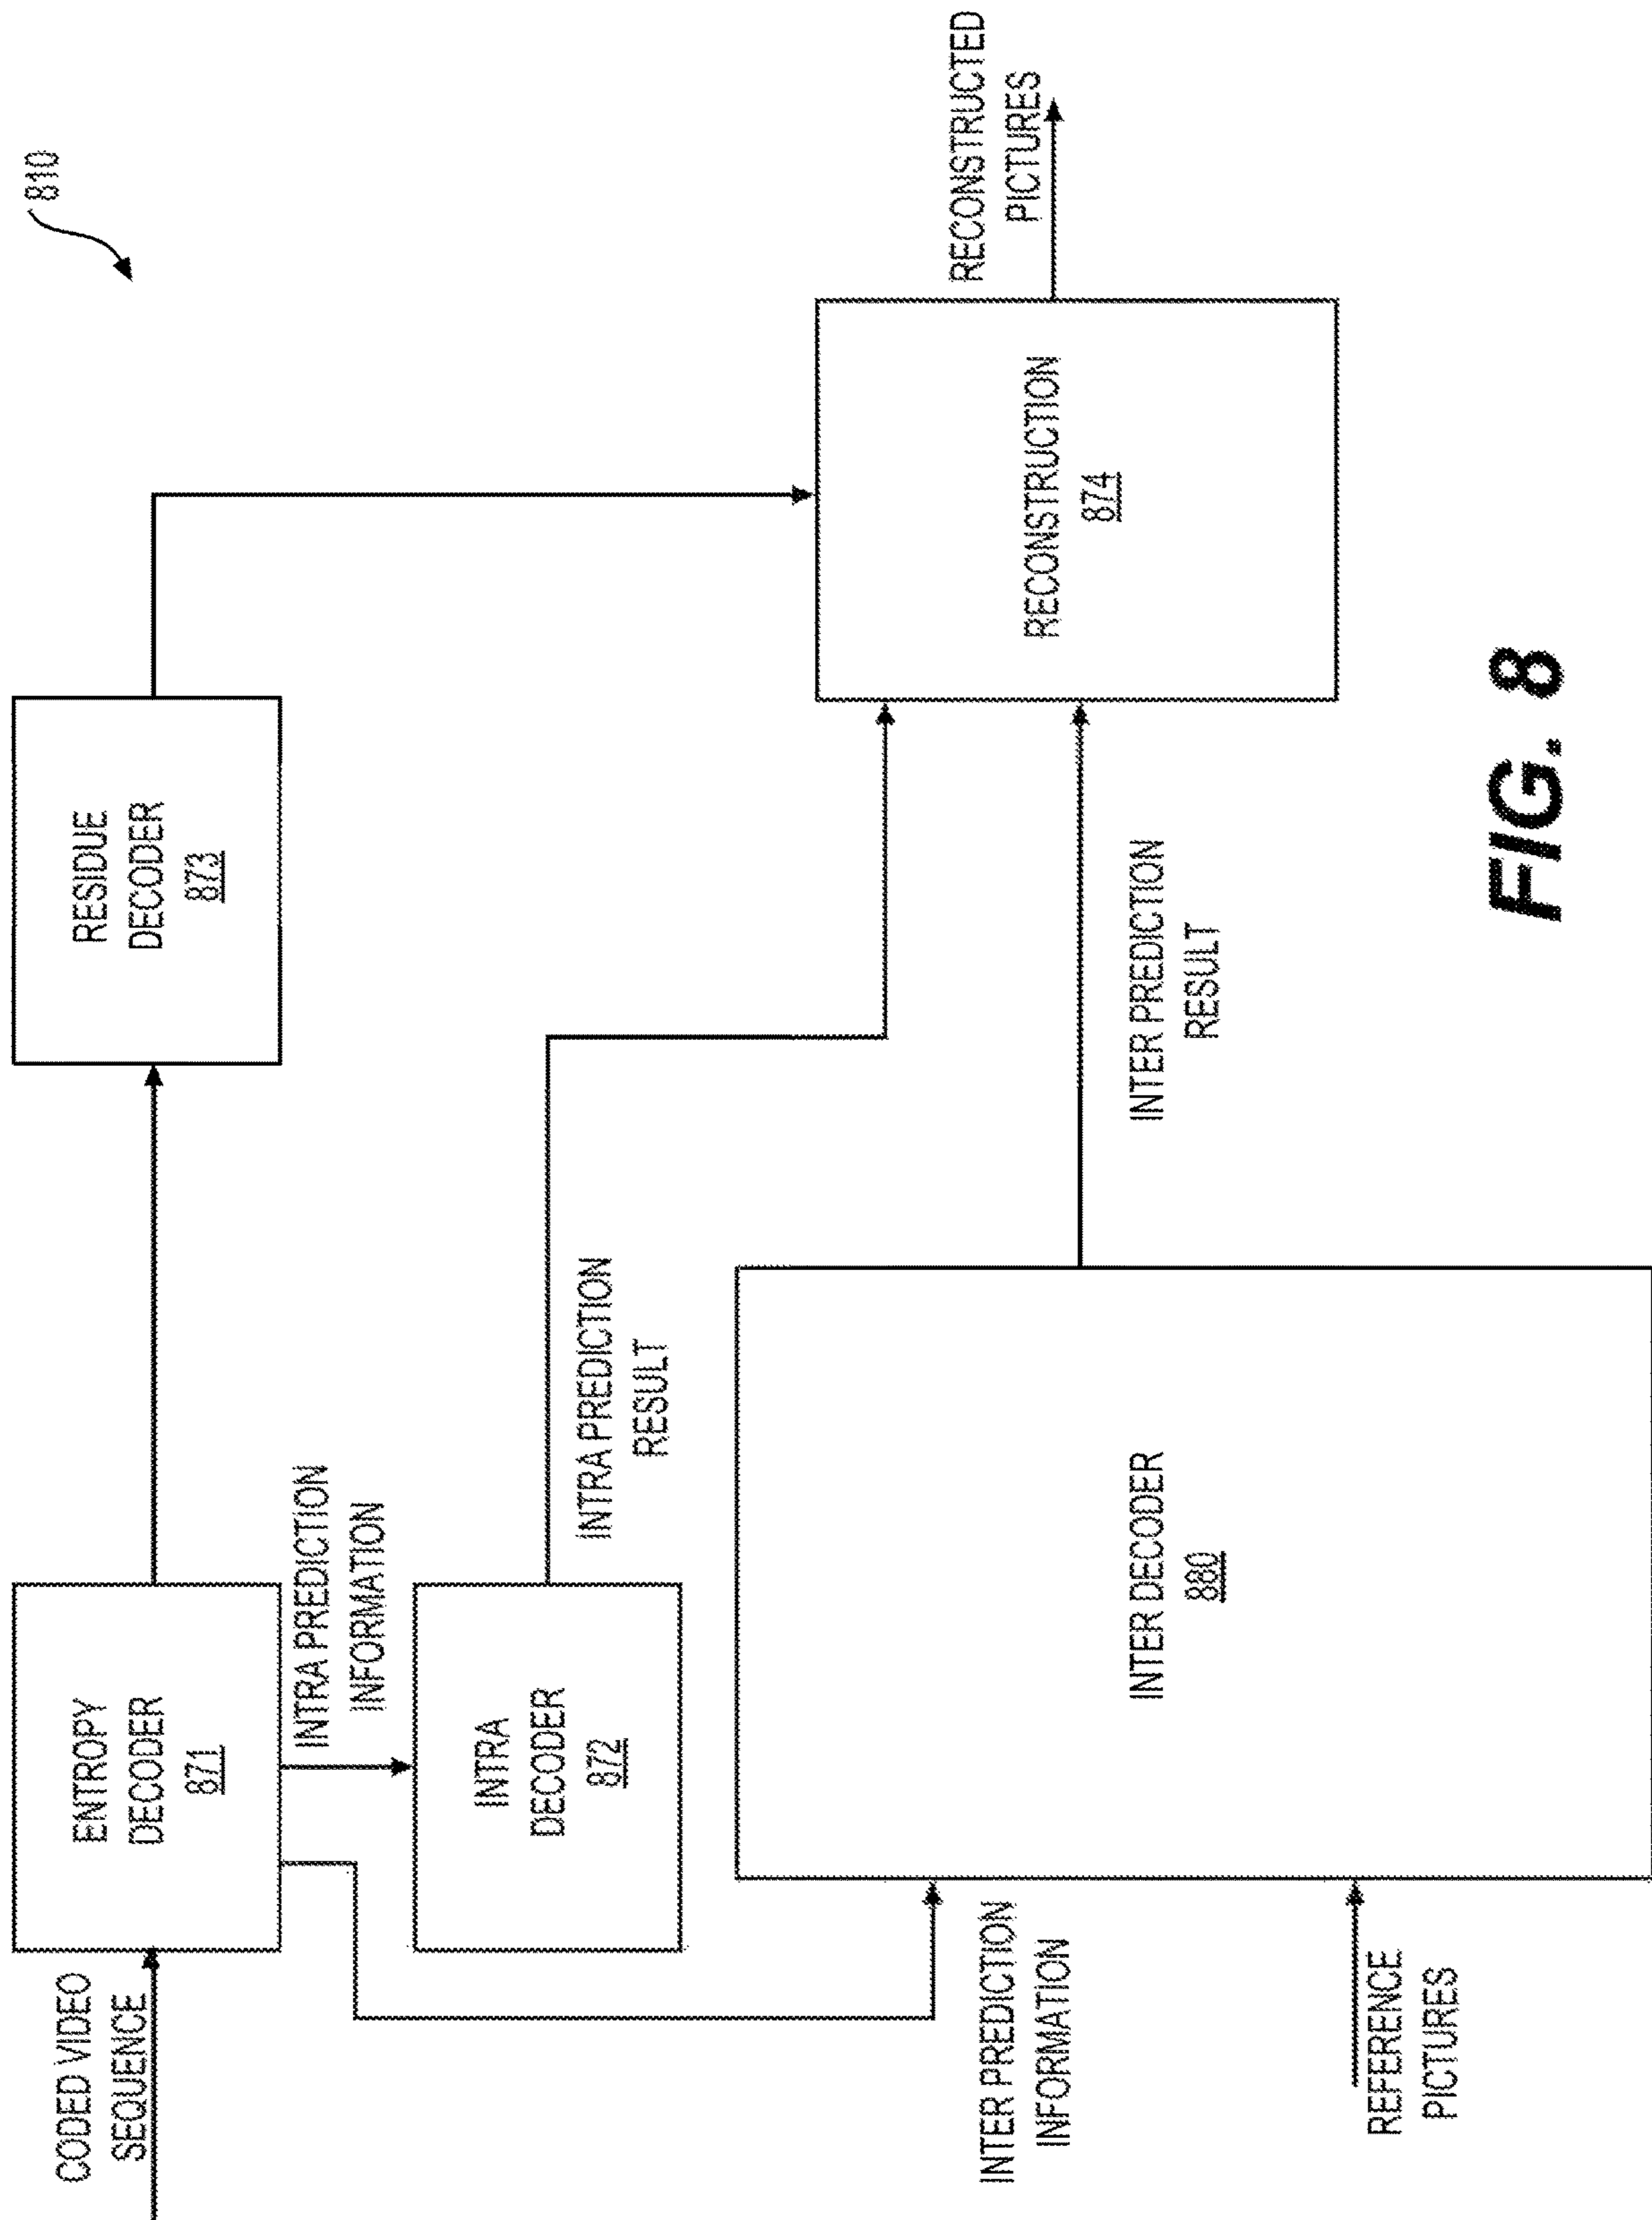 810
CODED VIDEO
SEQUENCE
ENTROPY
DECODER
871
RESIDUE
DECODER
873
INTRA PREDICTION
INFORMATION
INTRA
DECODER
872
INTRA PREDICTION
RESULT
RECONSTRUCTED
PICTURES
RECONSTRUCTION
874
INTER PREDICTION
INFORMATION
INTER DECODER
880
INTER PREDICTION
RESULT
REFERENCE
PICTURES
FIG. 8